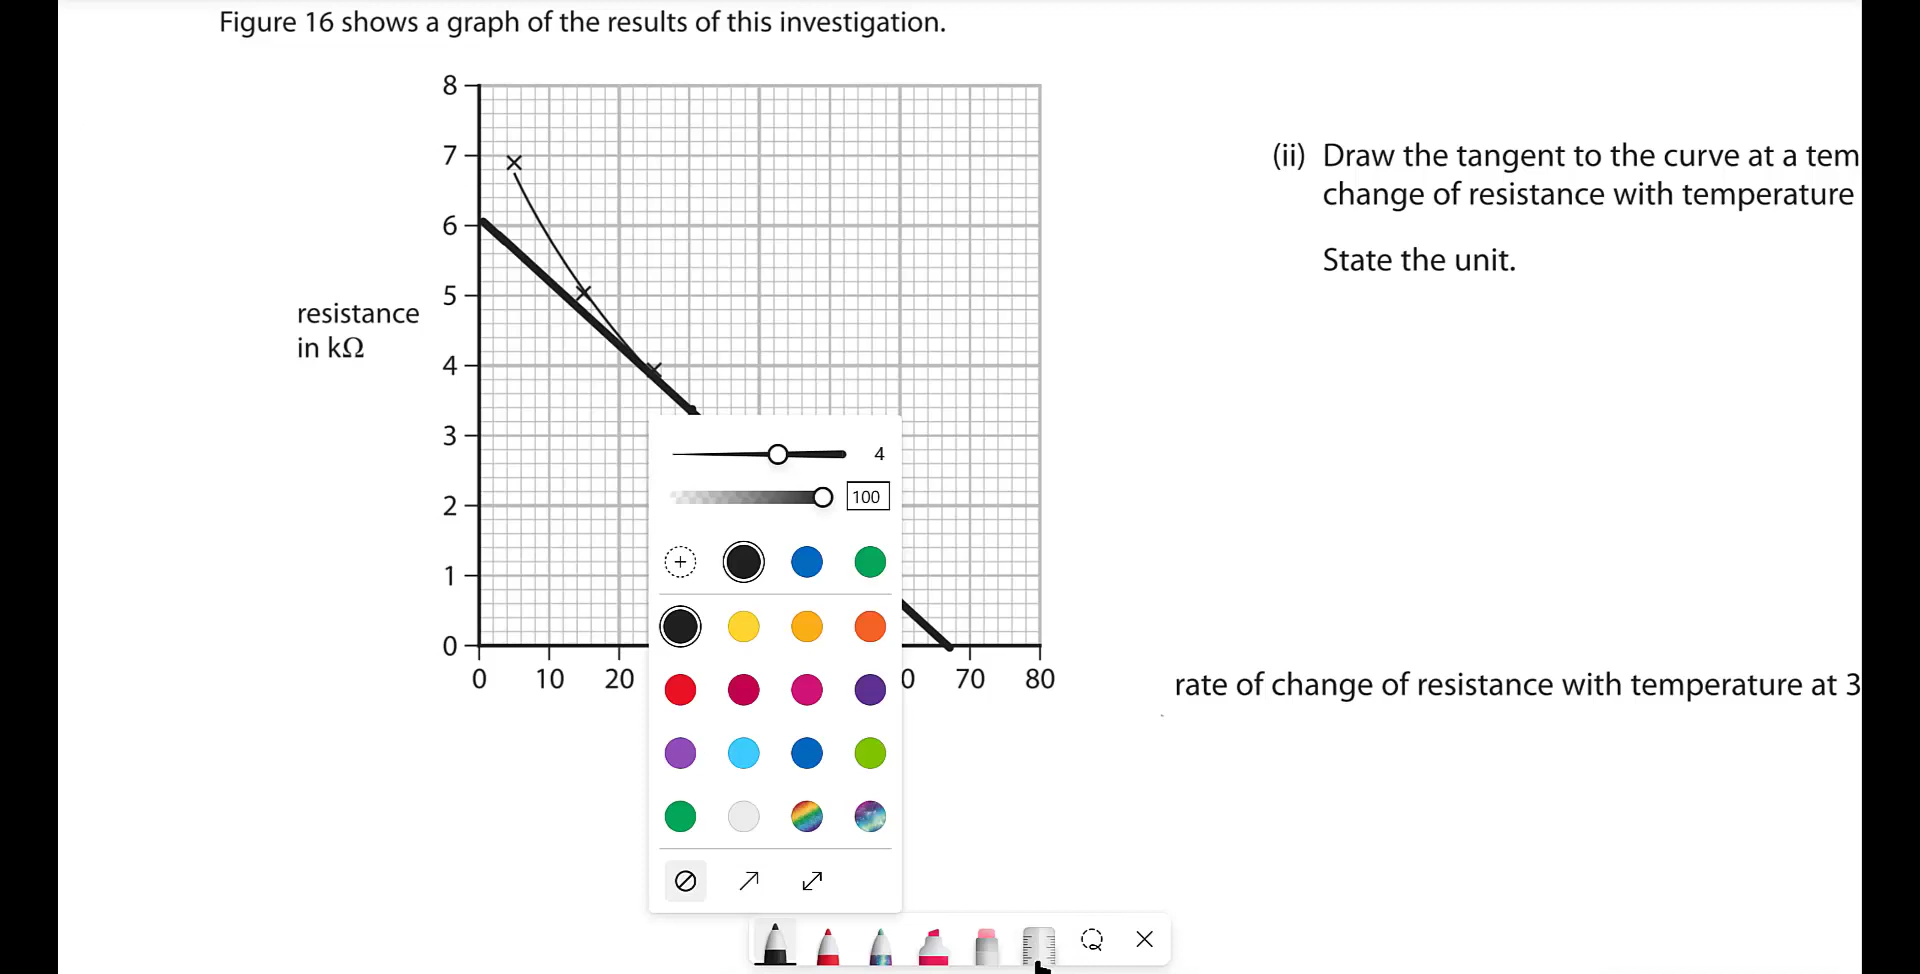 Figure 16 shows a graph of the results of this investigation.
8
7
6
5
4
3
2
1
0
resistance
in kΩ
0 10 20 0 70 80
4
100
(ii) Draw the tangent to the curve at a tem
change of resistance with temperature
State the unit.
rate of change of resistance with temperature at 3